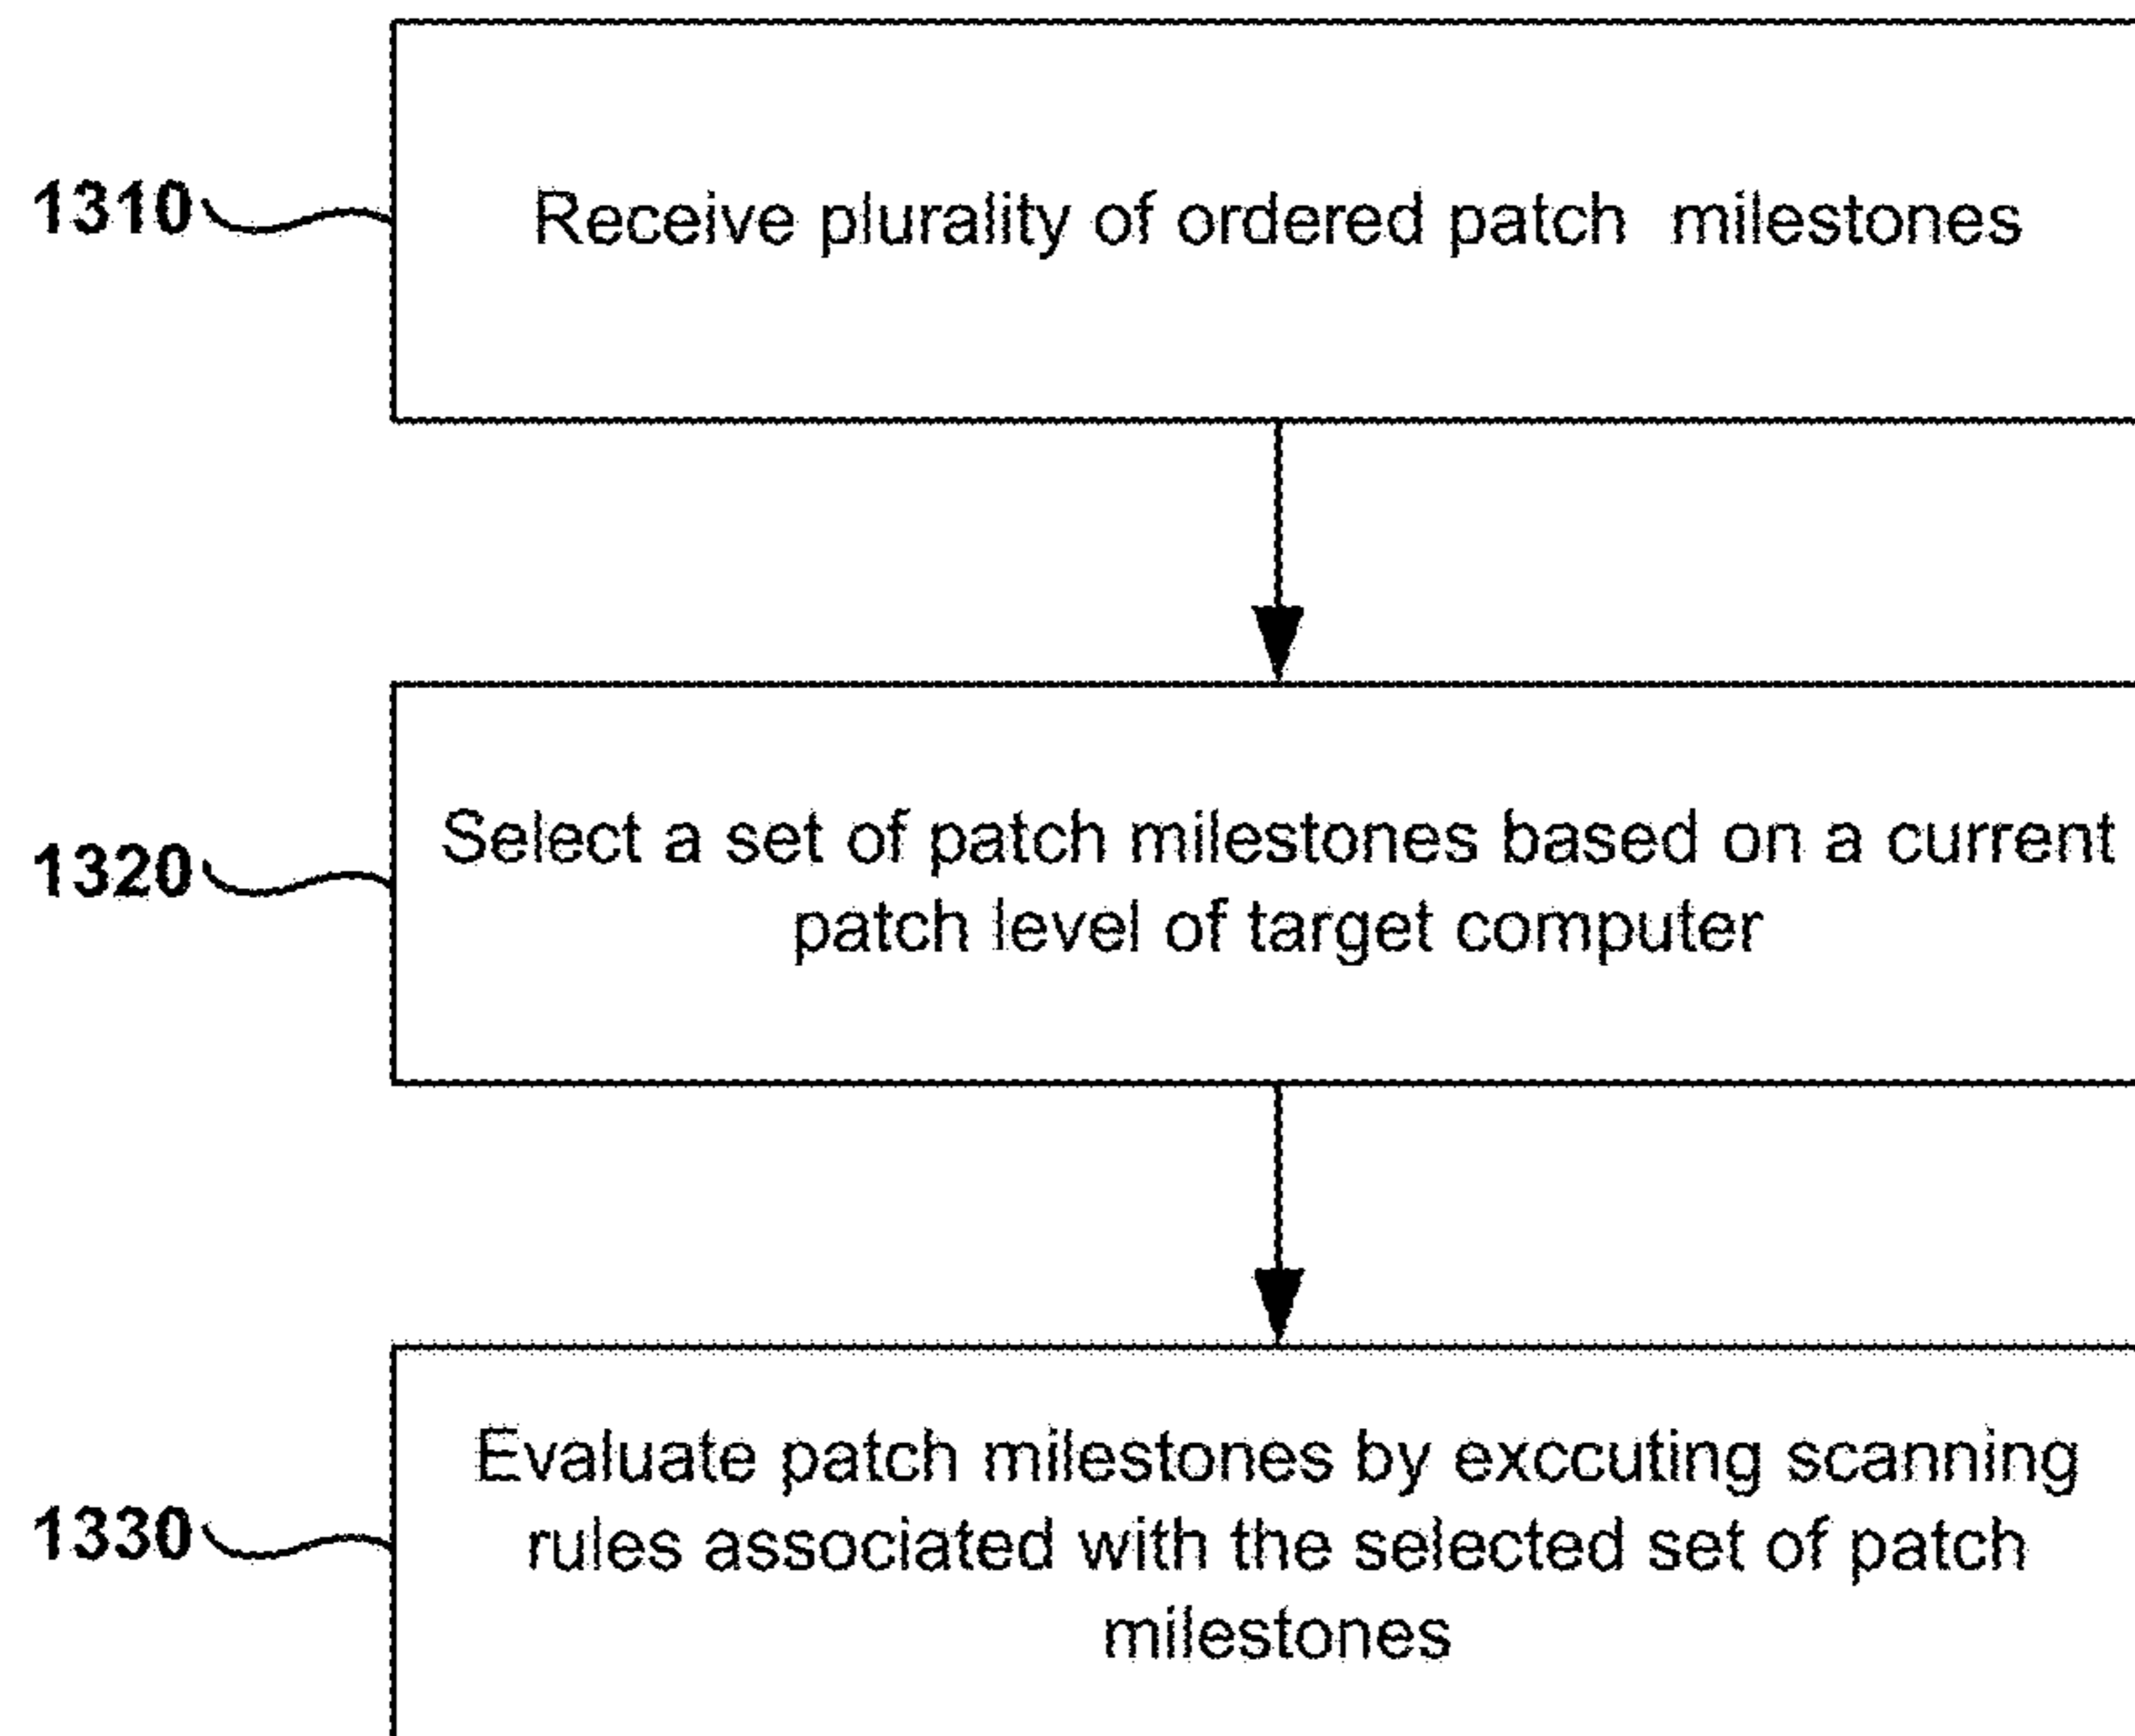 1310
Receive plurality of ordered patch milestones
1320
Select a set of patch milestones based on a current
patch level of target computer
Evaluate patch milestones by exccuting scanning
1330
rules associated with the selected set of patch
milestones